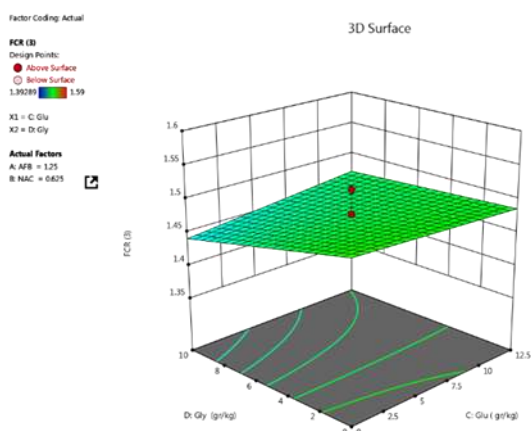 Factor Coding: Actual
3D Surface
FCR (3)
Design Points:
Above Surface
Below Surface
1.39289 1.59
X1 = C: Glu
X2 = D: Gly
Actual Factors
A: AFB = 1.25
B: NAC = 0.625
1.6
1.55
1.5
1.45
1.4
1.35
FCR (3)
10
8
6
4
2
0
D: Gly (gr/kg)
12.5
10
7.5
5
2.5
0
C: Glu ( gr/kg)